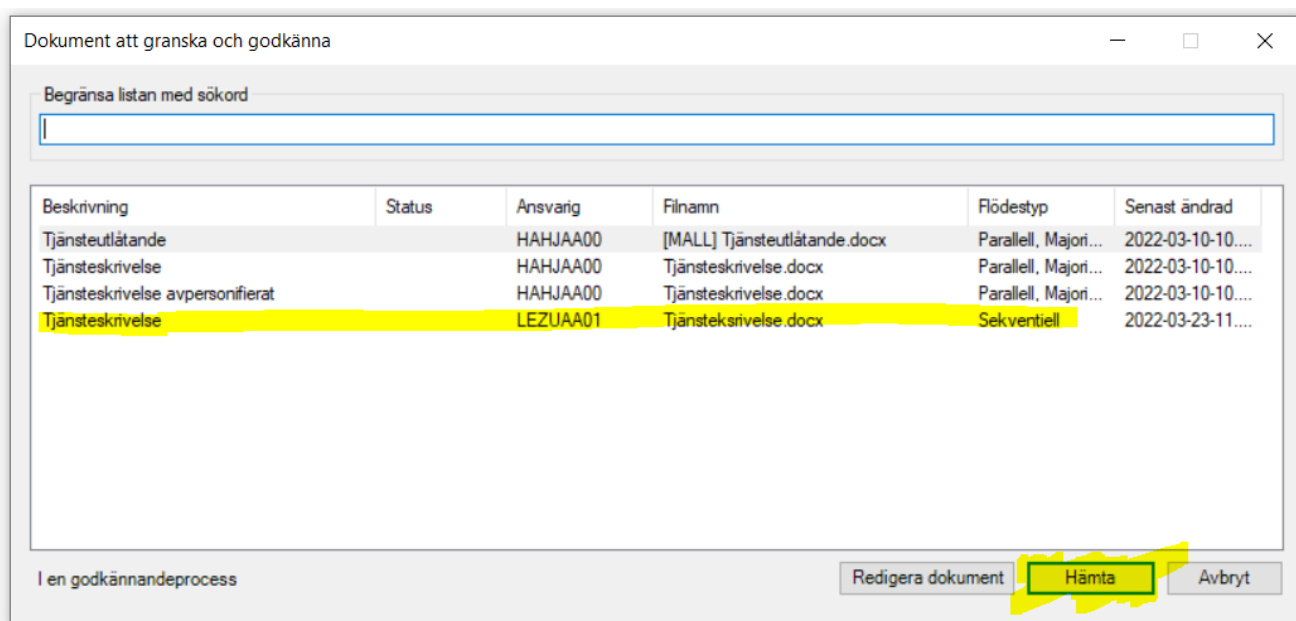 Dokument att granska och godkänna
Begränsa listan med sökord
Beskrivning Status Ansvarig Filnamn Flödestyp Senast ändrad
Tjänsteutlåtande HAHJAA00 [MALL] Tjänsteutlåtande.docx Parallell, Majori... 2022-03-10-10....
Tjänsteskrivelse HAHJAA00 Tjänsteskrivelse.docx Parallell, Majori... 2022-03-10-10....
Tjänsteskrivelse avpersonifierat HAHJAA00 Tjänsteskrivelse.docx Parallell, Majori... 2022-03-10-10....
Tjänsteskrivelse LEZUAA01 Tjänsteksrivelse.docx Sekventiell 2022-03-23-11....
I en godkännandeprocess Redigera dokument Hämta Avbryt